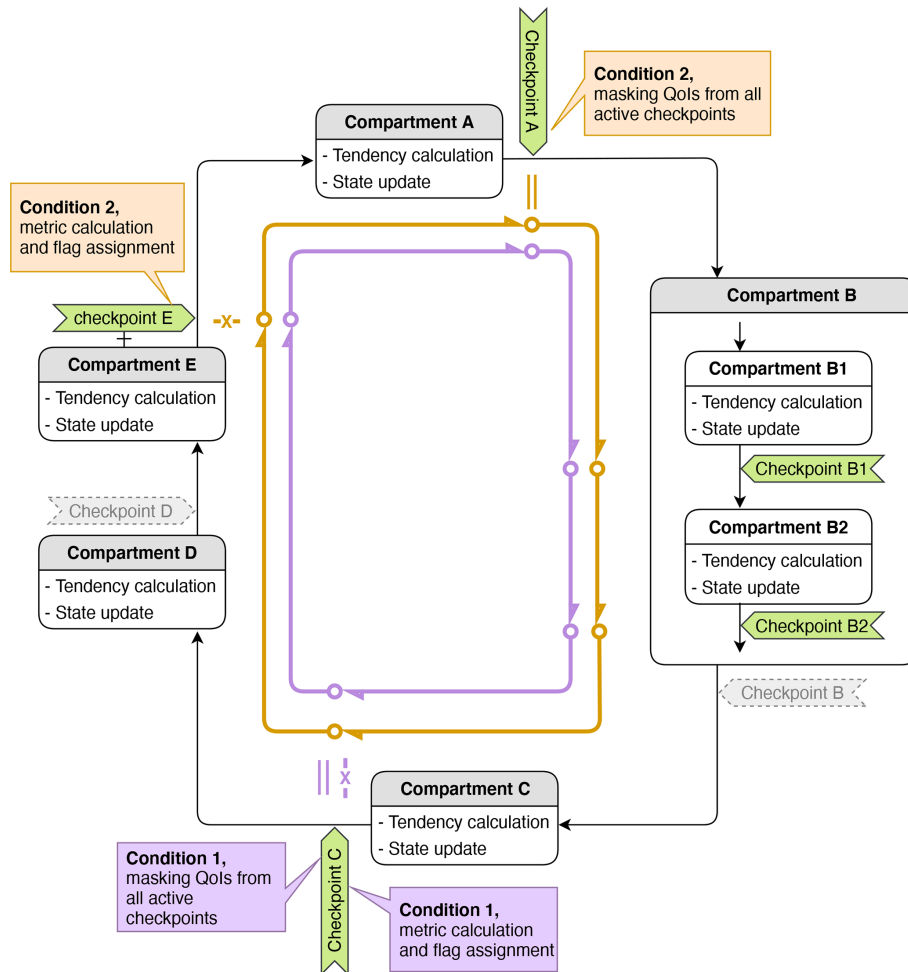 Checkpoint A
Condition 2,
masking QoIs from all
active checkpoints
Compartment A
- Tendency calculation
- State update
Condition 2,
metric calculation
and flag assignment
checkpoint E
-x-
Compartment B
Compartment B1
- Tendency calculation
- State update
Checkpoint B1
Compartment E
- Tendency calculation
- State update
Checkpoint D
Compartment B2
- Tendency calculation
- State update
Checkpoint B2
Compartment D
- Tendency calculation
- State update
Checkpoint B
x
Compartment C
- Tendency calculation
- State update
Condition 1,
masking QoIs from
all active
checkpoints
Checkpoint C
Condition 1,
metric calculation
and flag assignment